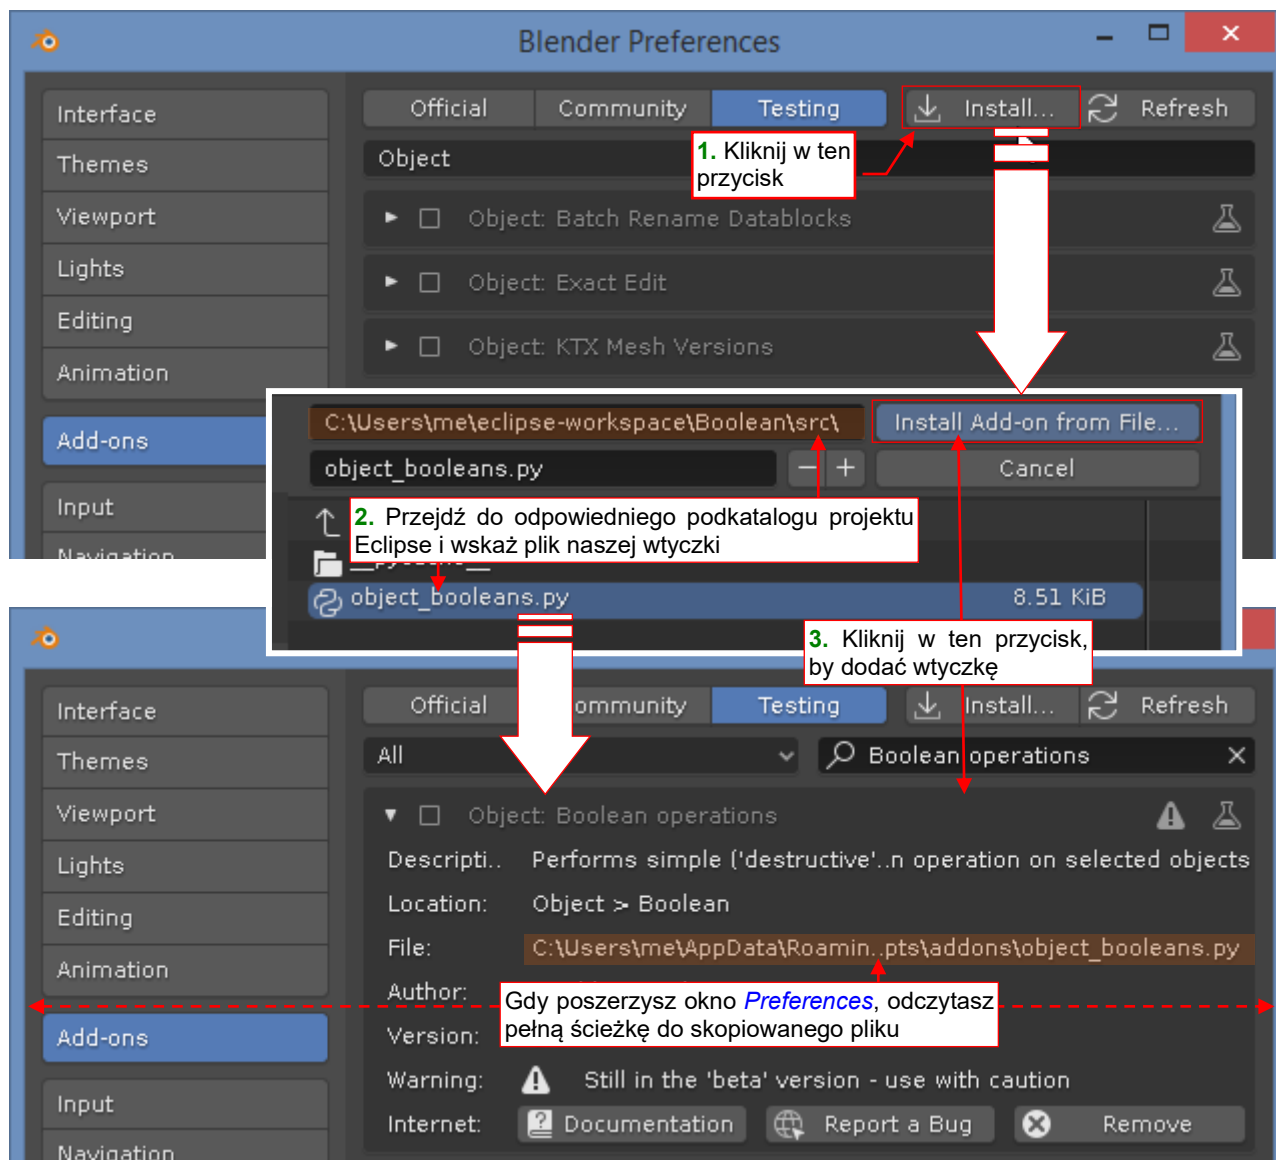 Blender Preferences
Interface
Themes
Viewport
Lights
Editing
Animation
Add-ons
Input
Navigation
Official Community Testing Install... Refresh
Object
1. Kliknij w ten
przycisk
Object: Batch Rename Datablocks
Object: Exact Edit
Object: KTX Mesh Versions
C:\Users\me\eclipse-workspace\Boolean\src\ Install Add-on from File...
object_booleans.py Cancel
2. Przejdź do odpowiedniego podkatalogu projektu
Eclipse i wskaż plik naszej wtyczki
object_booleans.py 8.51 KiB
3. Kliknij w ten przycisk,
by dodać wtyczkę
Interface
Themes
Viewport
Lights
Editing
Animation
Add-ons
Input
Navigation
Official ommunity Testing Install... Refresh
All Boolean operations
Object: Boolean operations
Descripti.. Performs simple ('destructive'..n operation on selected objects
Location: Object > Boolean
File: C:\Users\me\AppData\Roamin..pts\addons\object_booleans.py
Author:
Gdy poszerzysz okno Preferences, odczytasz
pełną ścieżkę do skopiowanego pliku
Version:
Warning: Still in the 'beta' version - use with caution
Internet: Documentation Report a Bug Remove